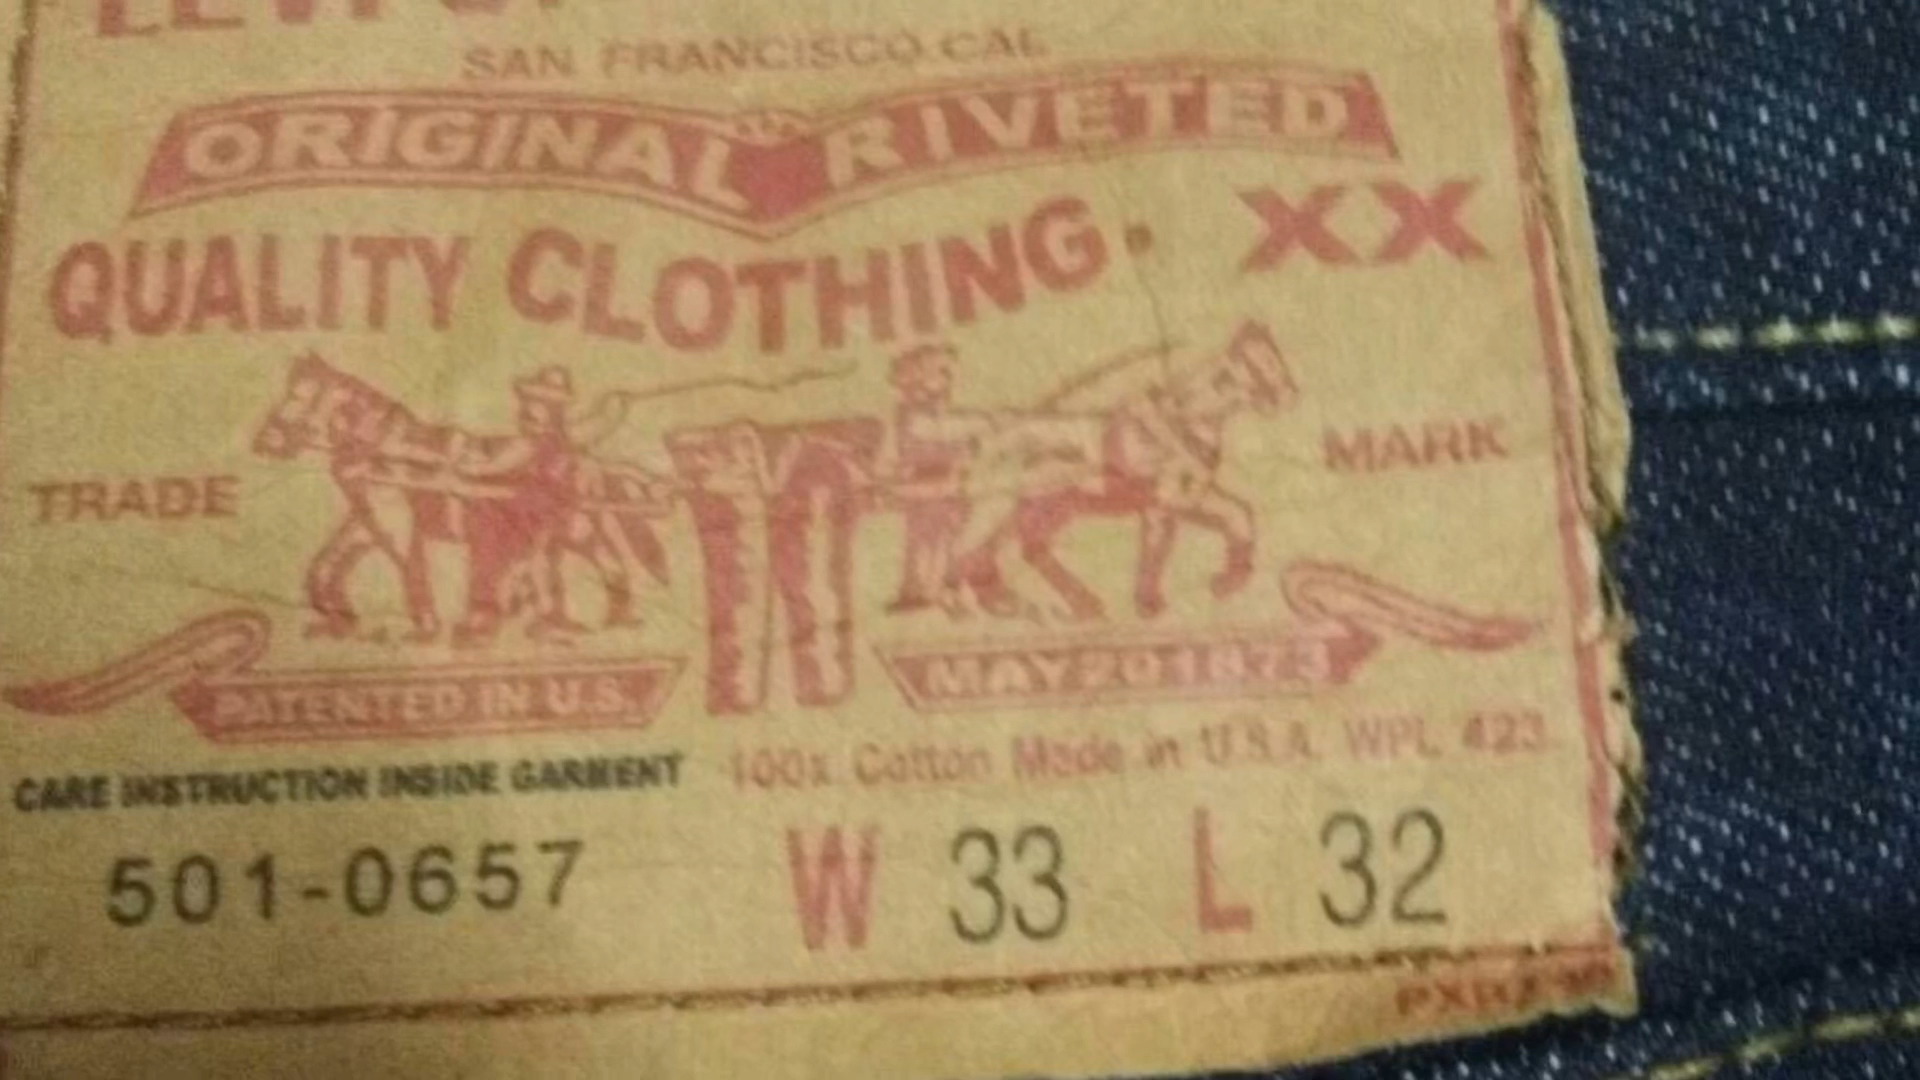 SAN FRANCISCO.CAL
ORIGINAL RIVETED
QUALITY CLOTHING. XX
TRADE MARK
PATENTED IN U.S. MAY 20 1873
CARE INSTRUCTION INSIDE GARMENT 100% Cotton Made in U.S.A. WPL 423
501-0657 W 33 L 32